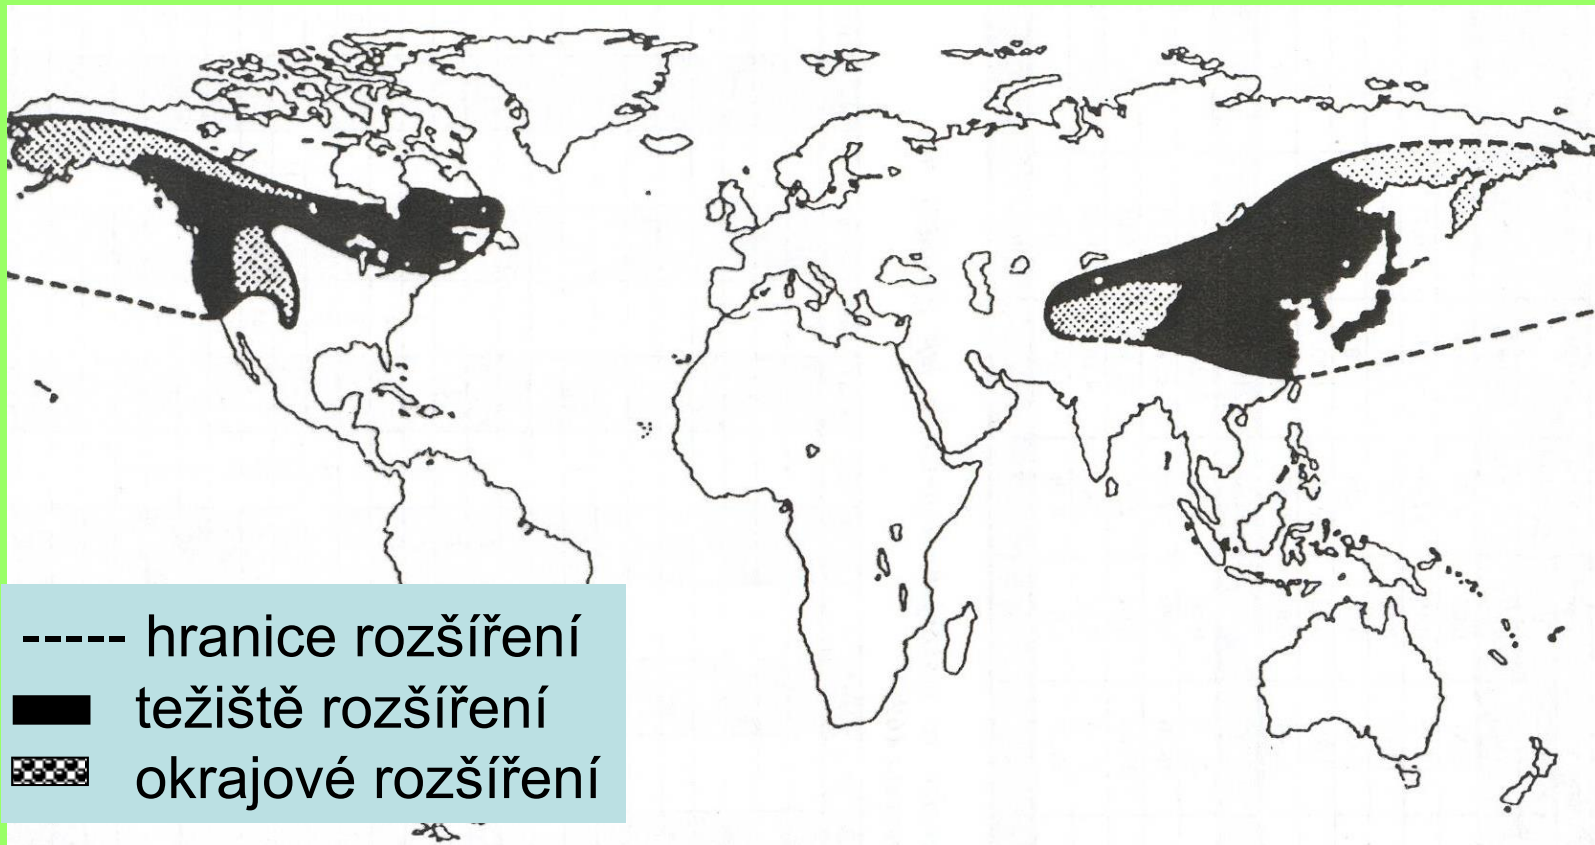 ----- hranice rozšíření
težiště rozšíření
okrajové rozšíření